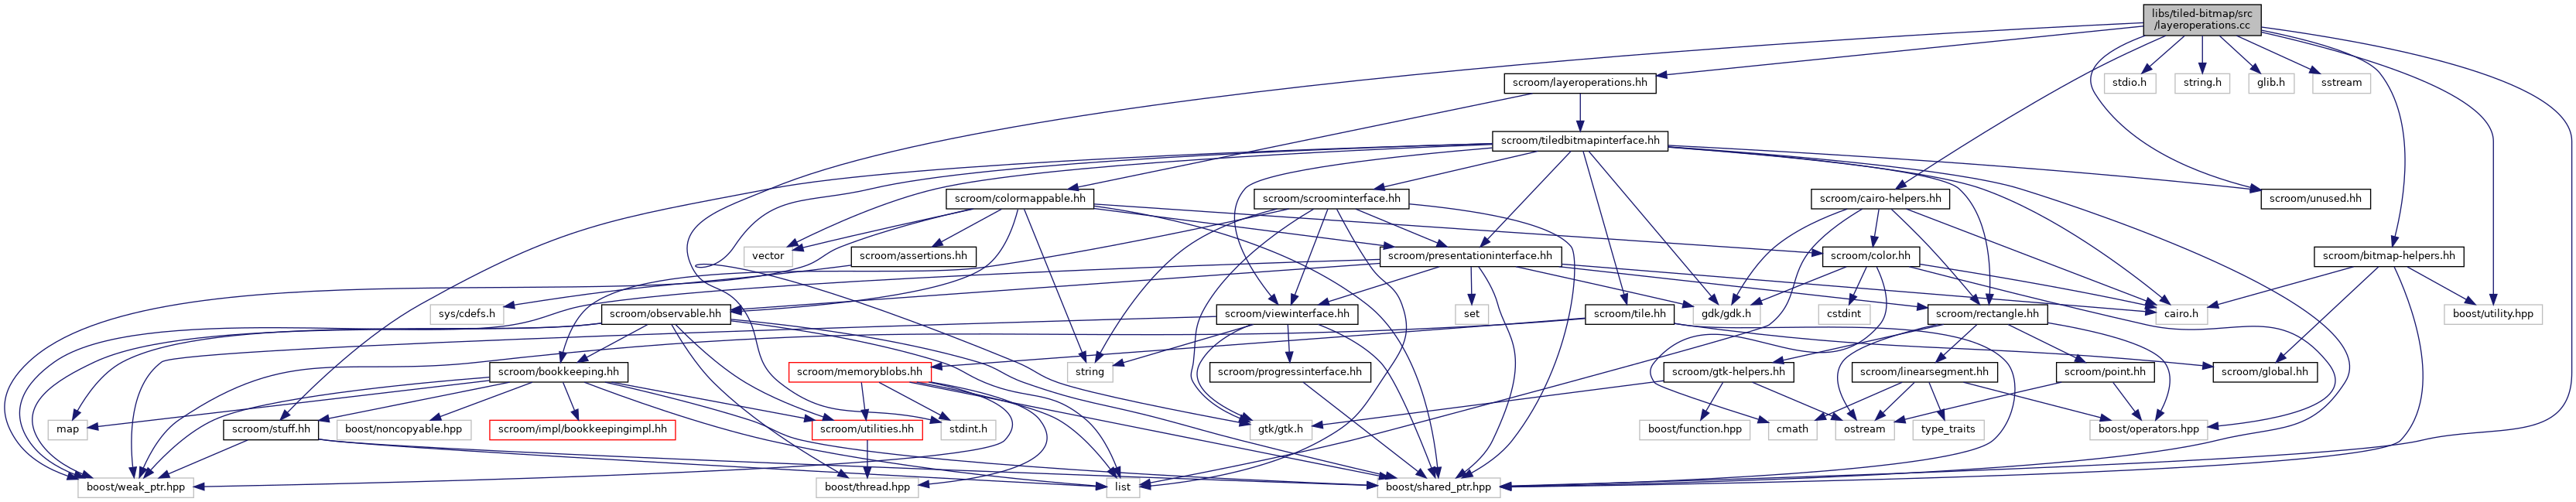 libs/tiled-bitmap/src
/layeroperations.cc
scroom/layeroperations.hh
stdio.h
string.h
glib.h
sstream
scroom/tiledbitmapinterface.hh
scroom/colormappable.hh
scroom/scroominterface.hh
scroom/cairo-helpers.hh
scroom/unused.hh
vector
scroom/assertions.hh
scroom/presentationinterface.hh
scroom/color.hh
scroom/bitmap-helpers.hh
sys/cdefs.h
scroom/observable.hh
scroom/viewinterface.hh
set
scroom/tile.hh
gdk/gdk.h
cstdint
scroom/rectangle.hh
cairo.h
boost/utility.hpp
scroom/bookkeeping.hh
scroom/memoryblobs.hh
string
scroom/progressinterface.hh
scroom/gtk-helpers.hh
scroom/linearsegment.hh
scroom/point.hh
scroom/global.hh
map
scroom/stuff.hh
boost/noncopyable.hpp
scroom/impl/bookkeepingimpl.hh
scroom/utilities.hh
stdint.h
gtk/gtk.h
boost/function.hpp
cmath
ostream
type_traits
boost/operators.hpp
boost/weak_ptr.hpp
boost/thread.hpp
list
boost/shared_ptr.hpp